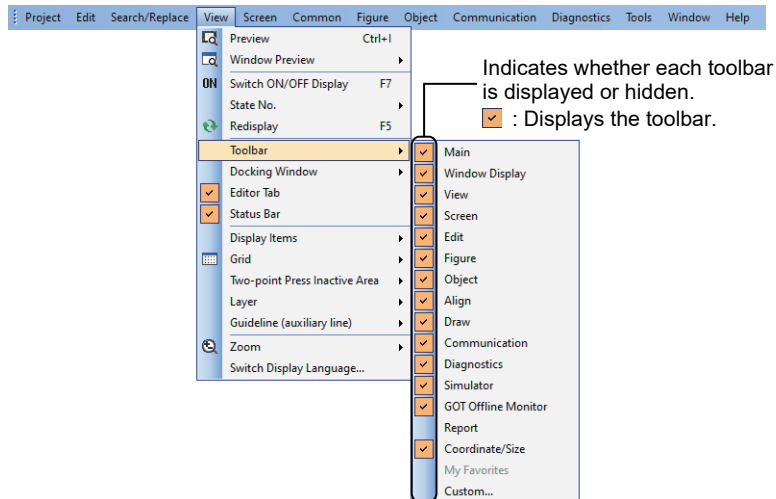 Project Edit Search/Replace View Screen Common Figure Object Communication Diagnostics Tools Window Help
Preview Ctrl+I
Window Preview
ON Switch ON/OFF Display F7
State No.
Redisplay F5
Toolbar
Docking Window
Editor Tab
Status Bar
Display Items
Grid
Two-point Press Inactive Area
Layer
Guideline (auxiliary line)
Zoom
Switch Display Language...
Indicates whether each toolbar
is displayed or hidden.
: Displays the toolbar.
Main
Window Display
View
Screen
Edit
Figure
Object
Align
Draw
Communication
Diagnostics
Simulator
GOT Offline Monitor
Report
Coordinate/Size
My Favorites
Custom...